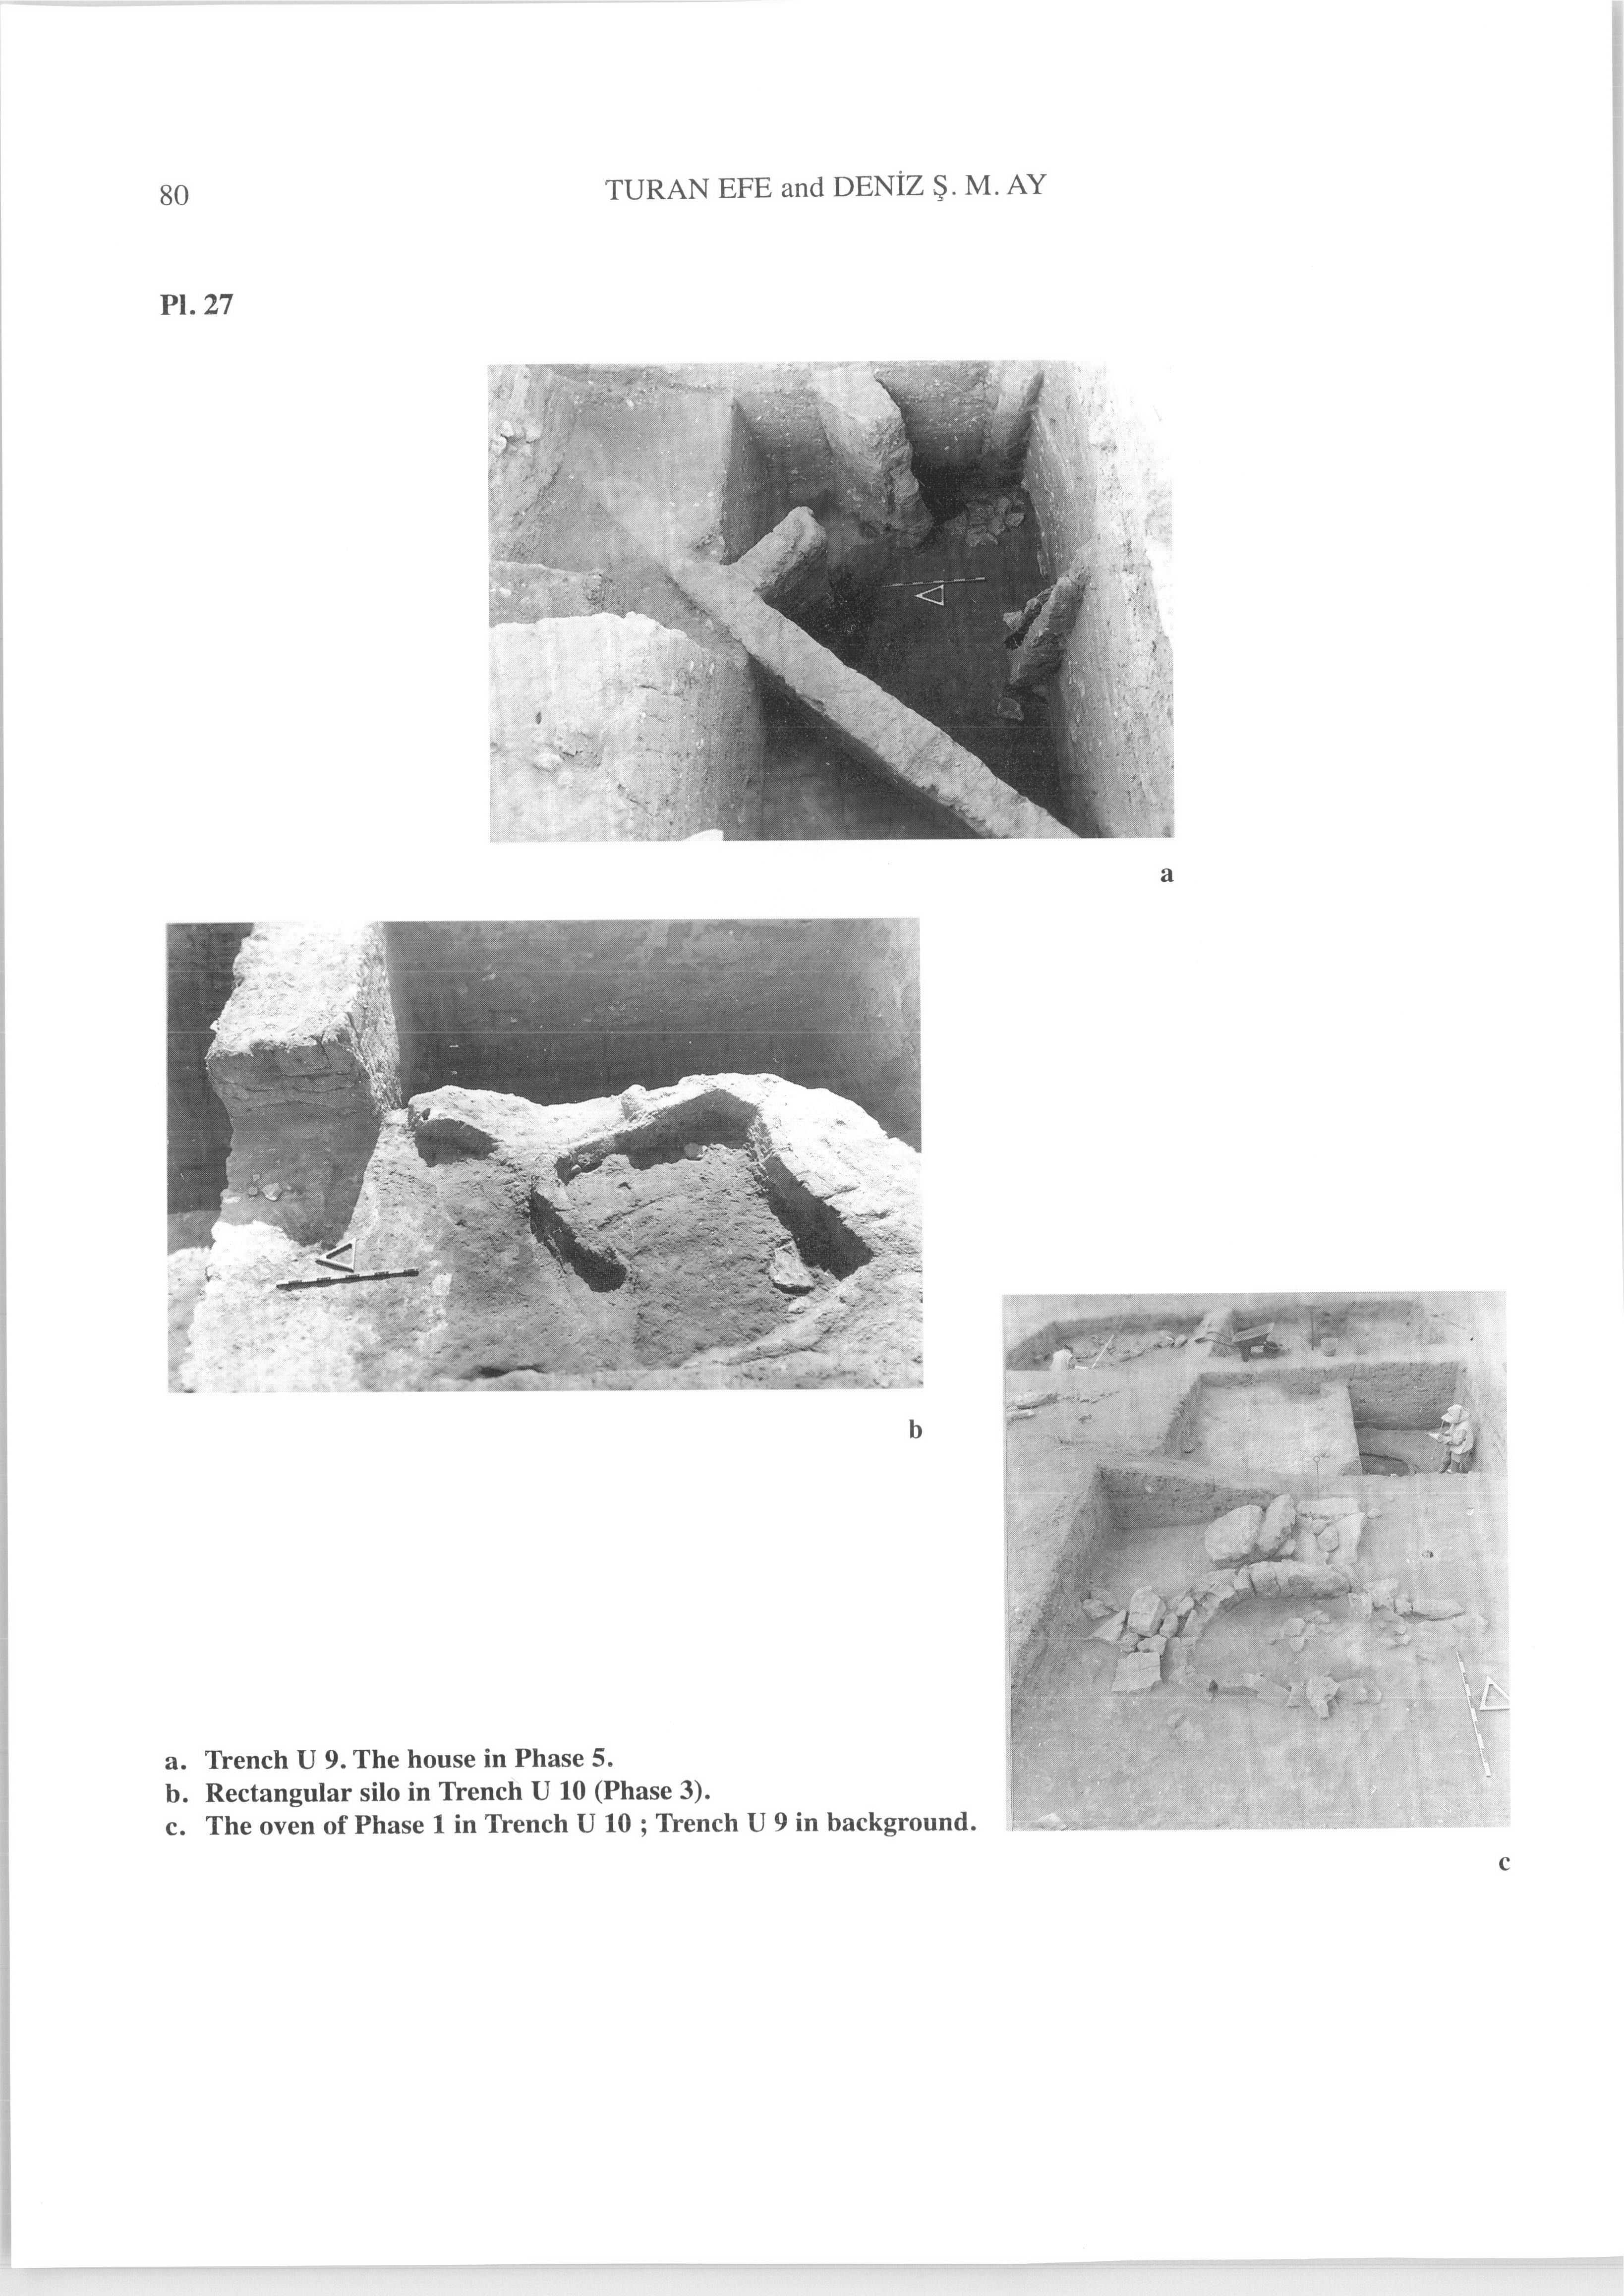 80
TURAN EFE and DENİZ Ş. M. AY
Pl. 27
a
b
c
a. Trench U 9. The house in Phase 5.
b. Rectangular silo in Trench U 10 (Phase 3).
c. The oven of Phase 1 in Trench U 10 ; Trench U 9 in background.